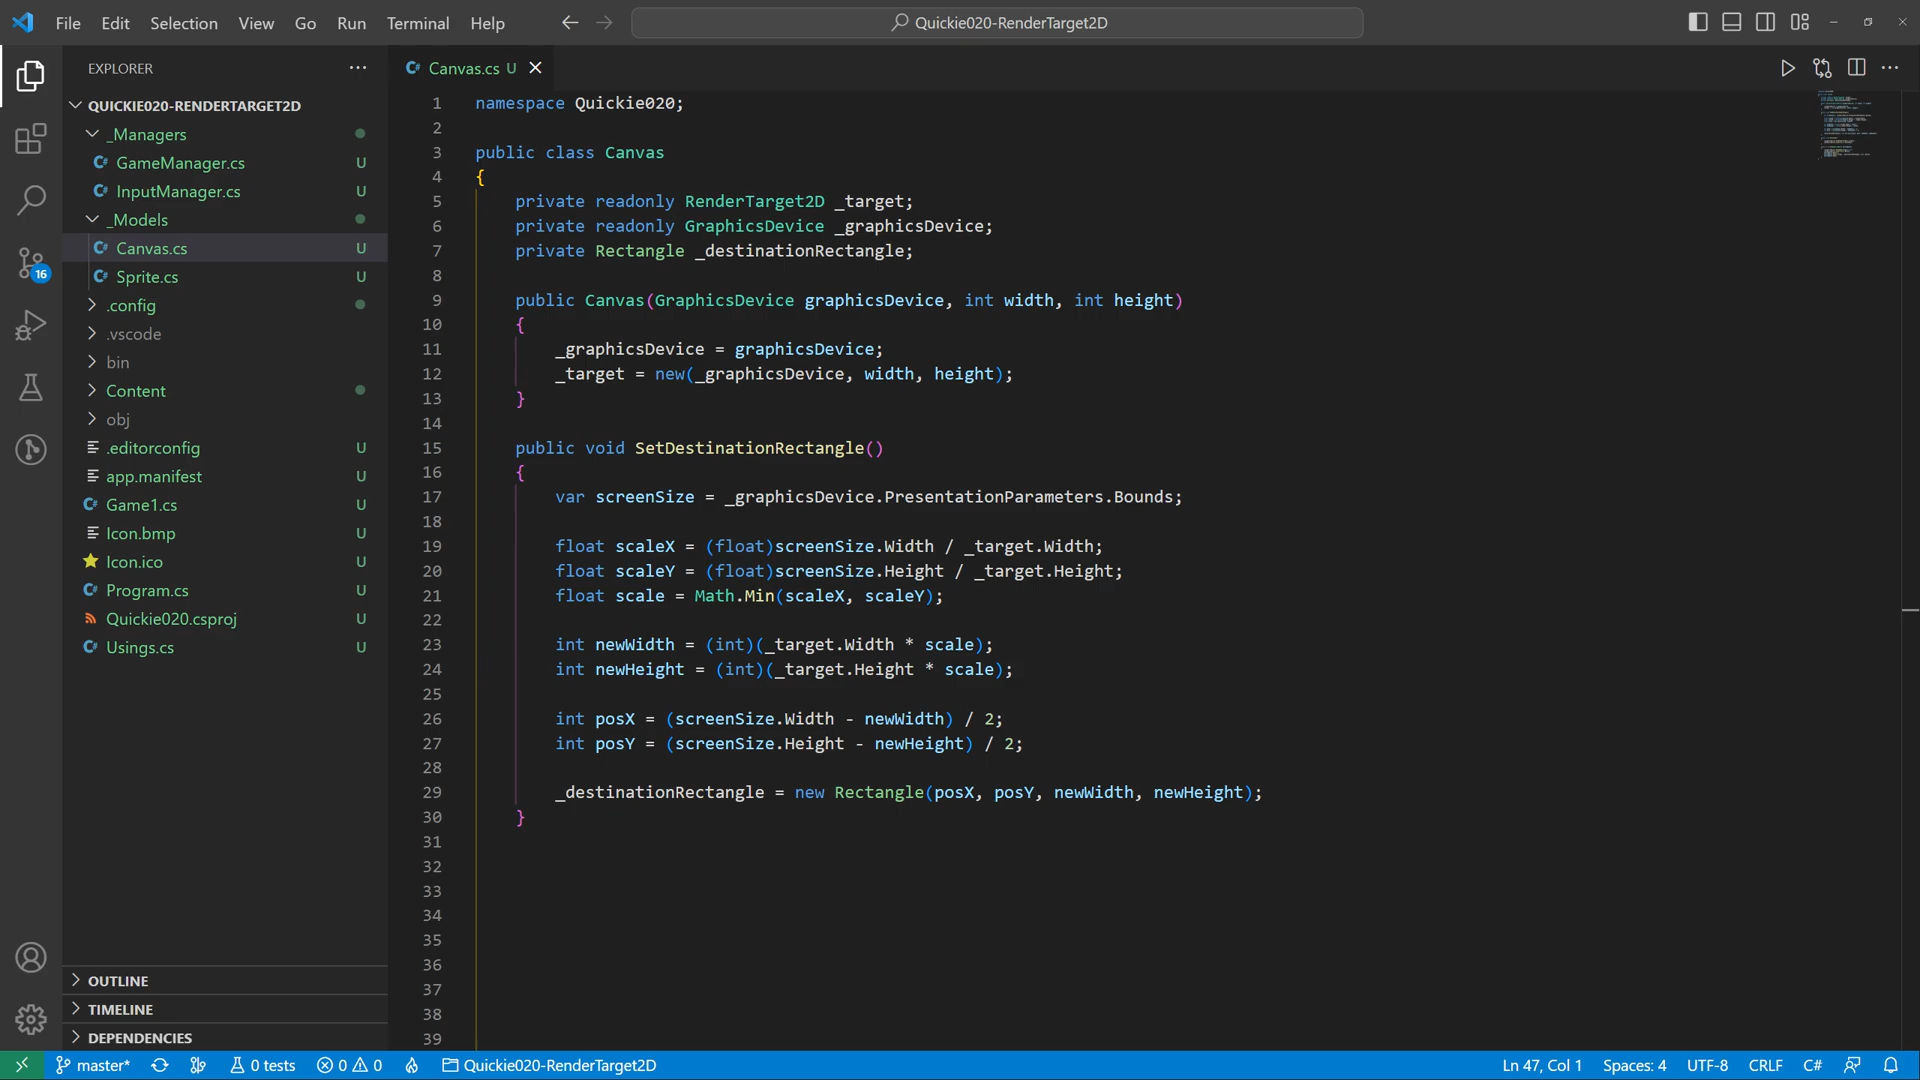 File Edit Selection View Go Run Terminal Help
Quickie020-RenderTarget2D
EXPLORER
QUICKIE020-RENDERTARGET2D
_Managers
GameManager.cs U
InputManager.cs U
_Models
Canvas.cs U
Sprite.cs U
.config
.vscode
bin
Content
obj
.editorconfig U
app.manifest U
Game1.cs U
Icon.bmp U
Icon.ico U
Program.cs U
Quickie020.csproj U
Usings.cs U
OUTLINE
TIMELINE
DEPENDENCIES
16
Canvas.cs U
1 namespace Quickie020;
2
3 public class Canvas
4 {
5 private readonly RenderTarget2D _target;
6 private readonly GraphicsDevice _graphicsDevice;
7 private Rectangle _destinationRectangle;
8
9 public Canvas(GraphicsDevice graphicsDevice, int width, int height)
10 {
11 _graphicsDevice = graphicsDevice;
12 _target = new(_graphicsDevice, width, height);
13 }
14
15 public void SetDestinationRectangle()
16 {
17 var screenSize = _graphicsDevice.PresentationParameters.Bounds;
18
19 float scaleX = (float)screenSize.Width / _target.Width;
20 float scaleY = (float)screenSize.Height / _target.Height;
21 float scale = Math.Min(scaleX, scaleY);
22
23 int newWidth = (int)(_target.Width * scale);
24 int newHeight = (int)(_target.Height * scale);
25
26 int posX = (screenSize.Width - newWidth) / 2;
27 int posY = (screenSize.Height - newHeight) / 2;
28
29 _destinationRectangle = new Rectangle(posX, posY, newWidth, newHeight);
30 }
31
32
33
34
35
36
37
38
39
master* 0 tests 0 0 Quickie020-RenderTarget2D Ln 47, Col 1 Spaces: 4 UTF-8 CRLF C#